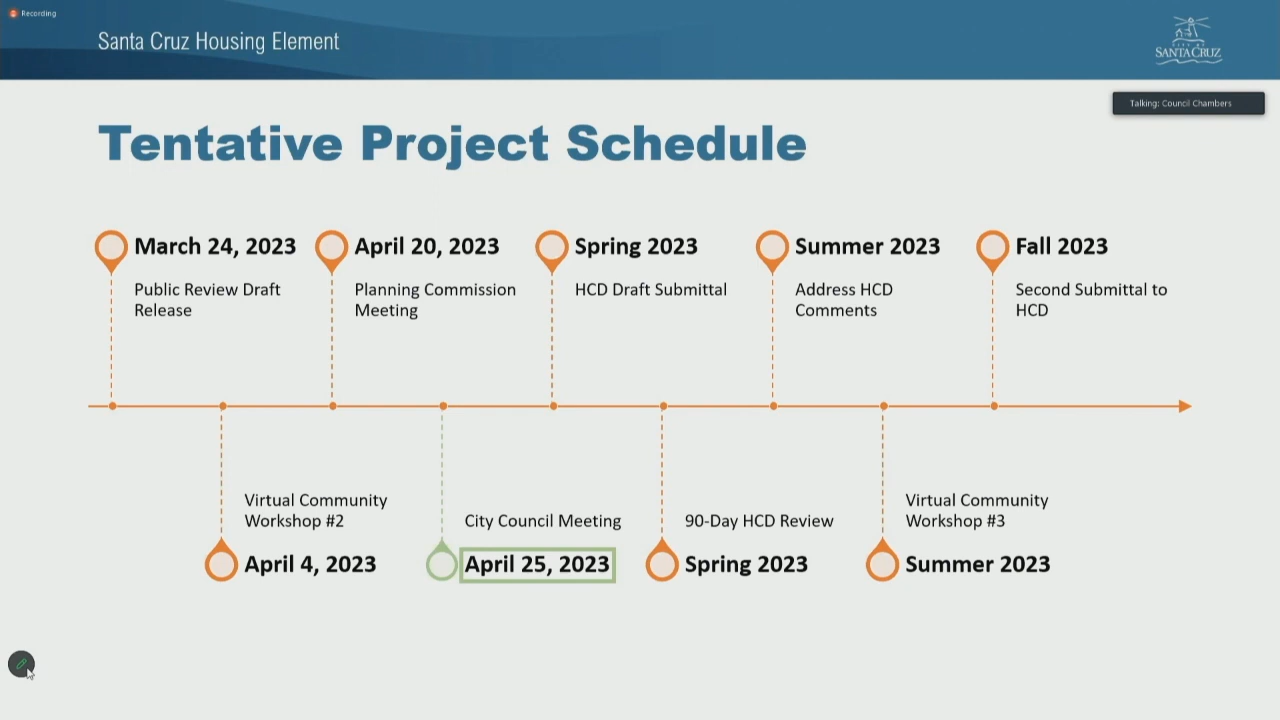 Recording
Santa Cruz Housing Element
CITY OF
SANTA CRUZ
Talking: Council Chambers
Tentative Project Schedule
March 24, 2023
Public Review Draft
Release
April 20, 2023
Planning Commission
Meeting
Spring 2023
HCD Draft Submittal
Summer 2023
Address HCD
Comments
Fall 2023
Second Submittal to
HCD
Virtual Community
Workshop #2
April 4, 2023
City Council Meeting
April 25, 2023
90-Day HCD Review
Spring 2023
Virtual Community
Workshop #3
Summer 2023